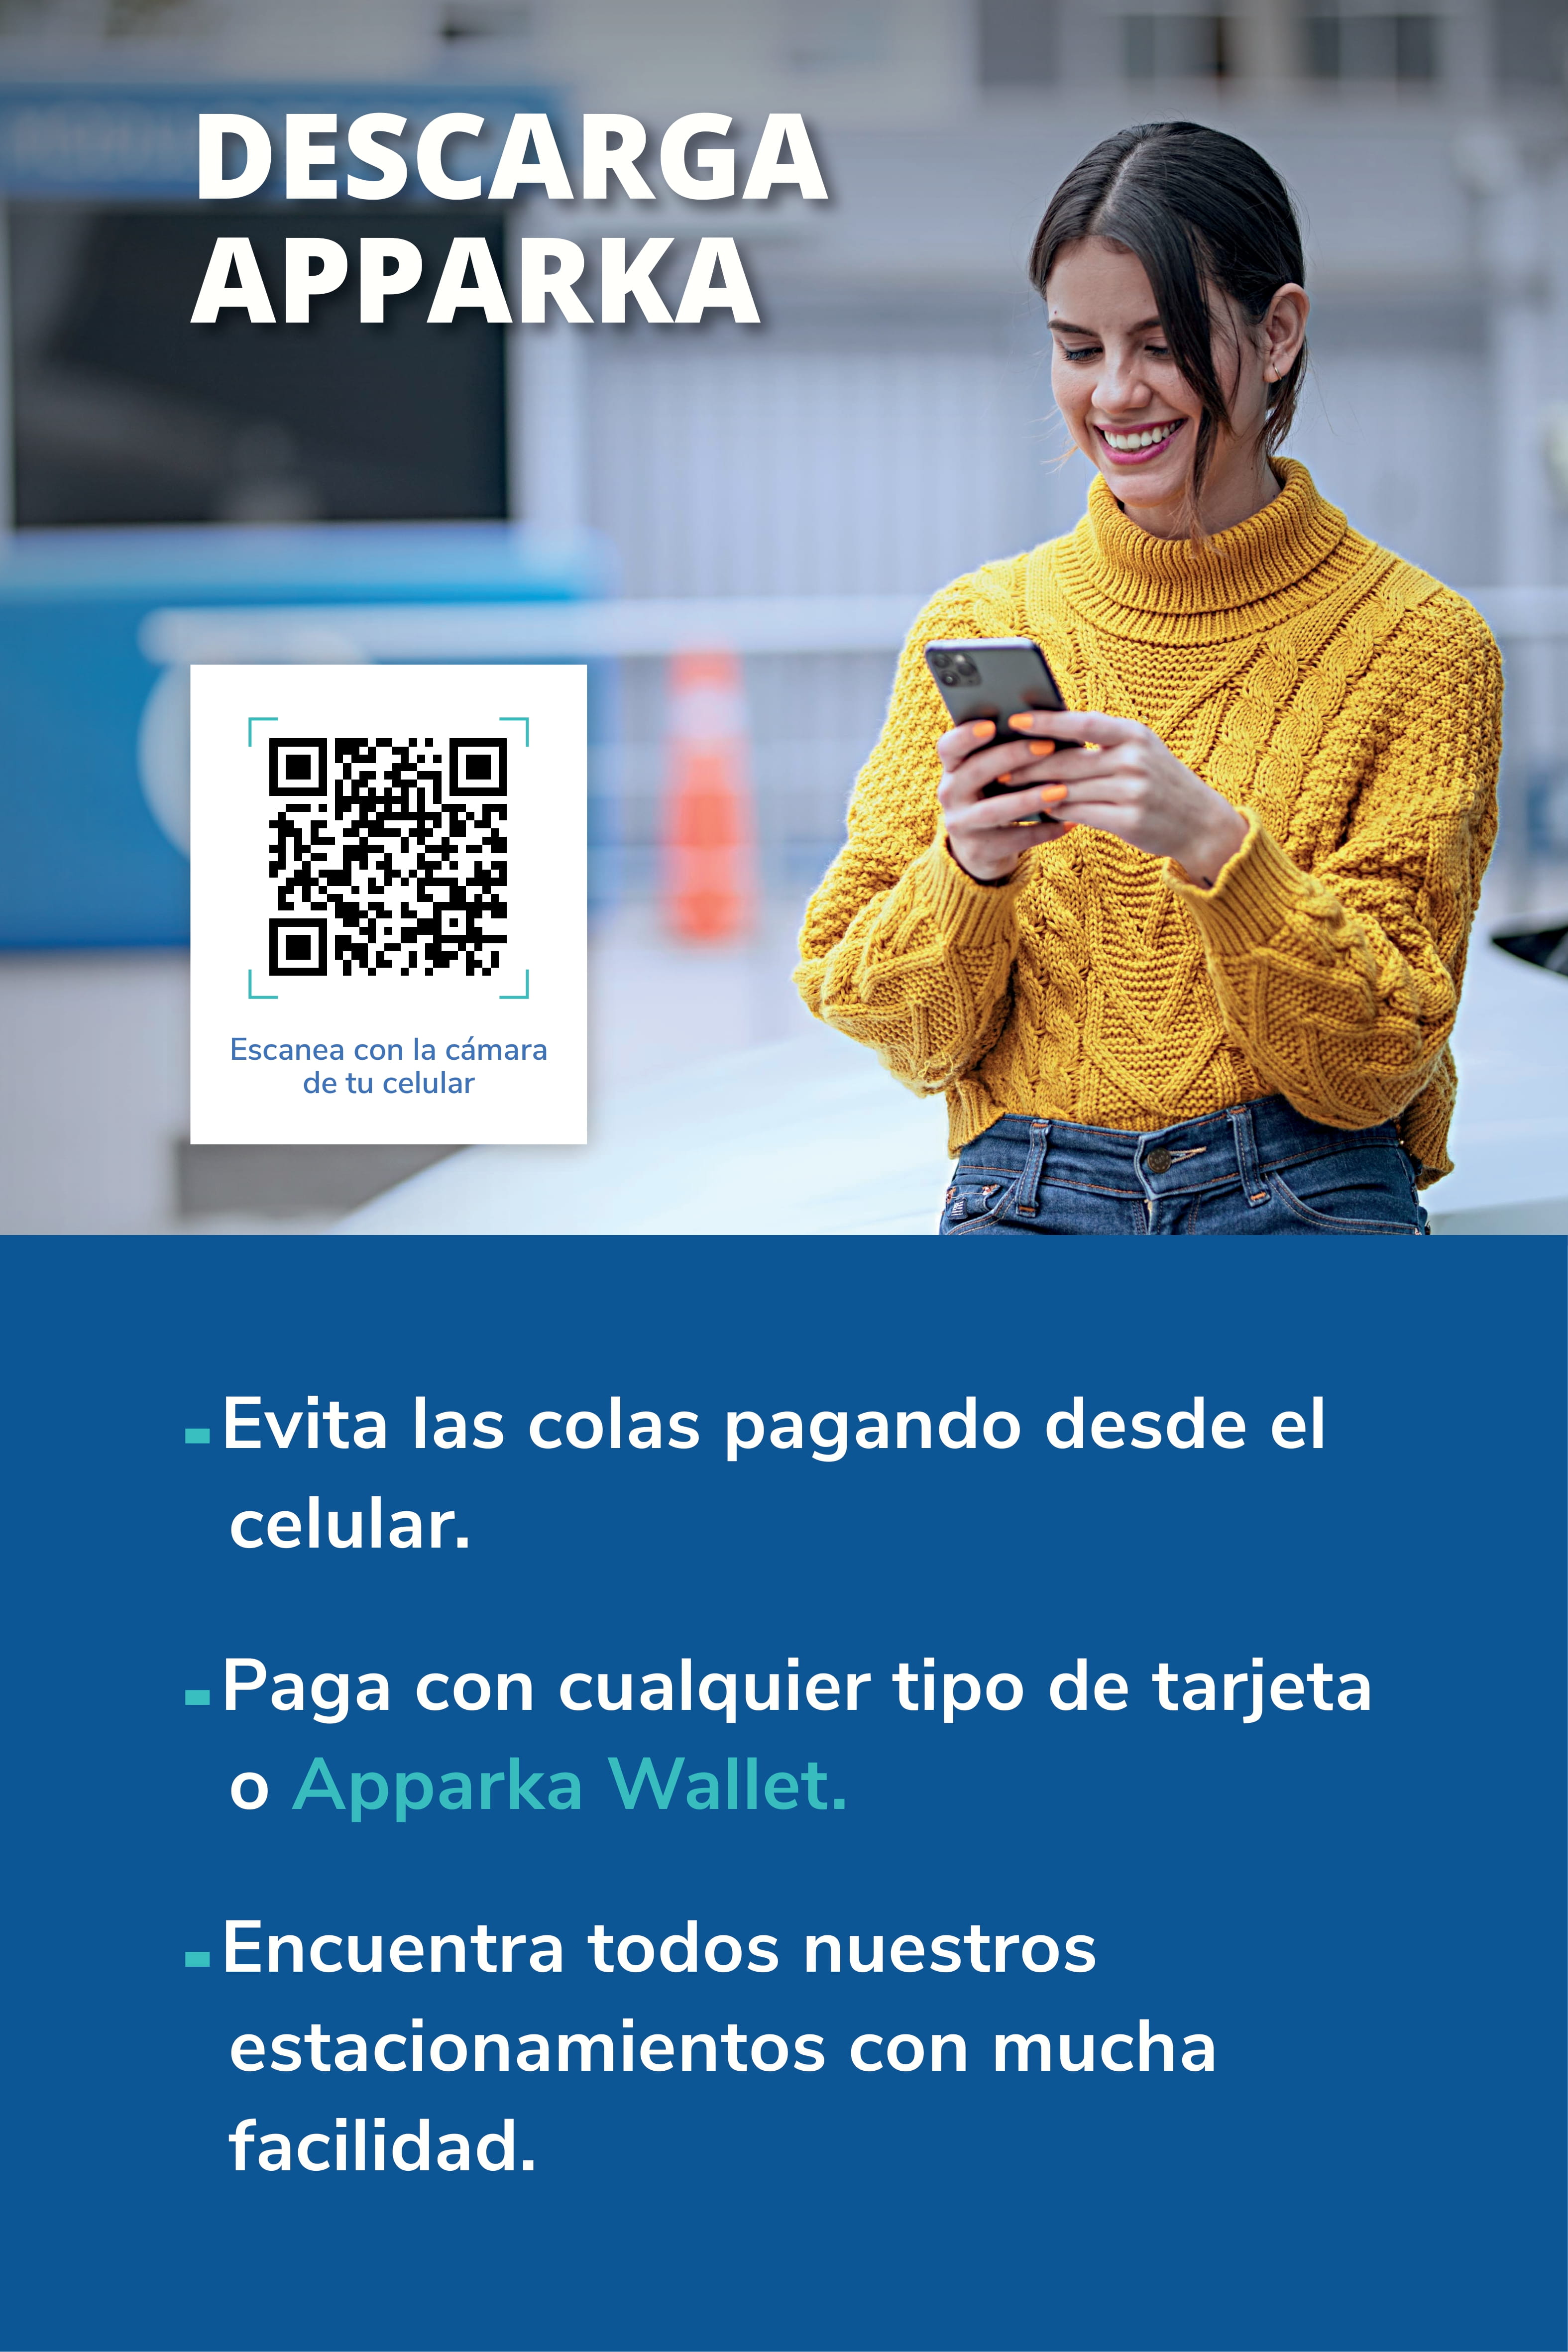 DESCARGA
APPARKA
Escanea con la cámara
de tu celular
-Evita las colas pagando desde el
celular.
-Paga con cualquier tipo de tarjeta
o Apparka Wallet.
-Encuentra todos nuestros
estacionamientos con mucha
facilidad.